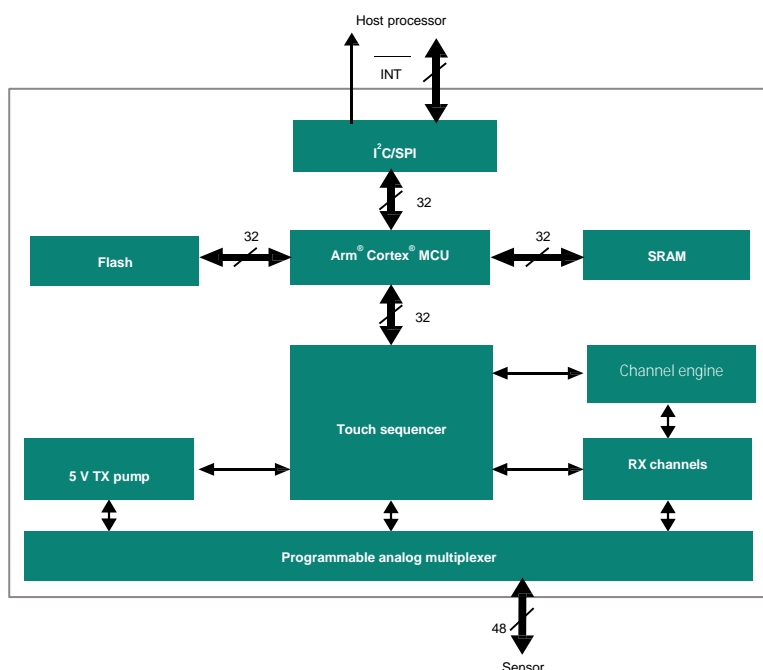 Host processor
INT
I²C/SPI
32
32
32
Flash
Arm® Cortex® MCU
SRAM
32
Channel engine
Touch sequencer
RX channels
5 V TX pump
Programmable analog multiplexer
48
Sensor